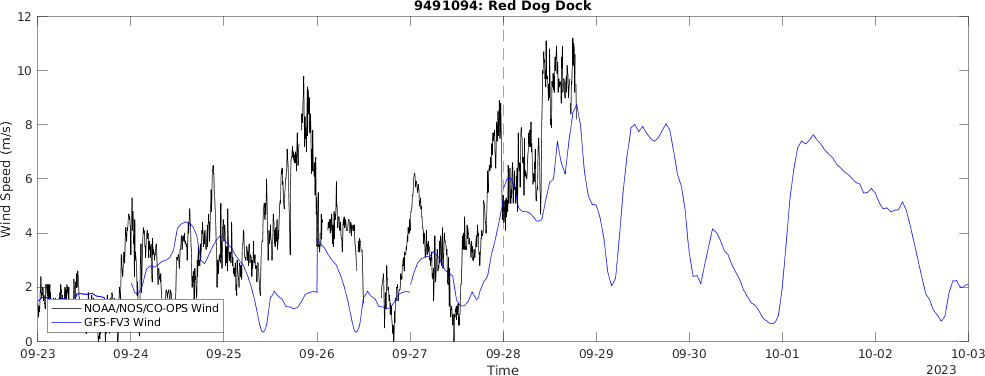 9491094: Red Dog Dock
12
10
8
6
4
2
0
Wind Speed (m/s)
NOAA/NOS/CO-OPS Wind
GFS-FV3 Wind
09-23 09-24 09-25 09-26 09-27 09-28 09-29 09-30 10-01 10-02 10-03
Time
2023